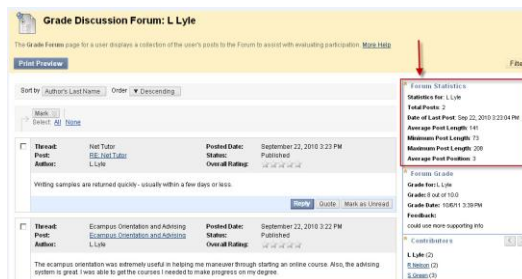 Grade Discussion Forum: L Lyle
The Grade Forum page for a user displays a collection of the user's posts to the Forum to assist with evaluating participation. More Help
Print Preview
Filte
Sort by Author's Last Name Order ▼ Descending
Mark
Select: All None
Thread: Net Tutor Posted Date: September 22, 2010 3:23 PM
Post: RE: Net Tutor Status: Published
Author: L Lyle Overall Rating:
Writing samples are returned quickly - usually within a few days or less.
Reply Quote Mark as Unread
Thread: Ecampus Orientation and Advising Posted Date: September 22, 2010 3:22 PM
Post: Ecampus Orientation and Advising Status: Published
Author: L Lyle Overall Rating:
The ecampus orientation was extremely useful in helping me maneuver through starting an online course. Also, the advising
system is great. I was able to get the courses I needed to make progress on my degree.
Forum Statistics
Statistics for: L Lyle
Total Posts: 2
Date of Last Post: Sep 22, 2010 3:23:04 PM
Average Post Length: 141
Minimum Post Length: 73
Maximum Post Length: 209
Average Post Position: 3
Forum Grade
Grade for: L Lyle
Grade: 8 out of 10.0
Grade Date: 10/6/11 3:39PM
Feedback:
could use more supporting info
Contributors
L Lyle (2)
R Nelson (2)
S Green (3)